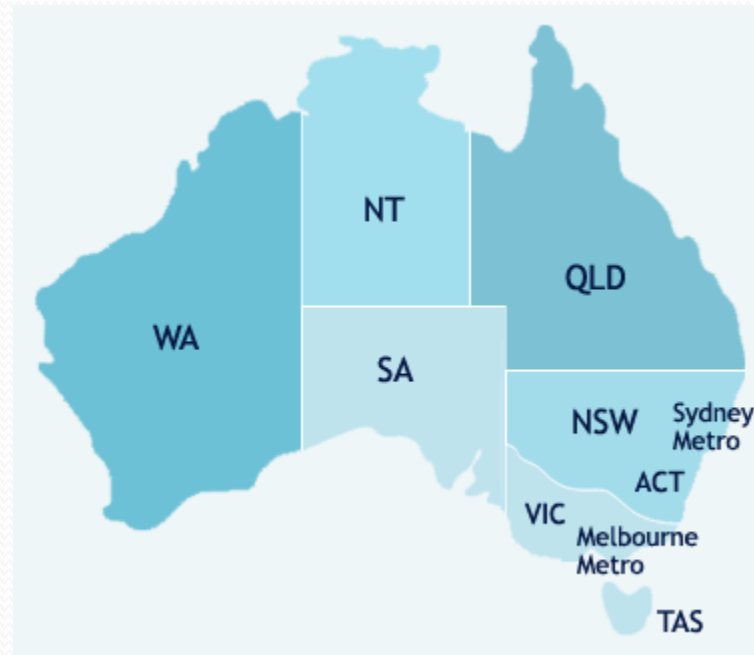 NT
QLD
WA
SA
NSW
Sydney
Metro
ACT
VIC
Melbourne
Metro
TAS